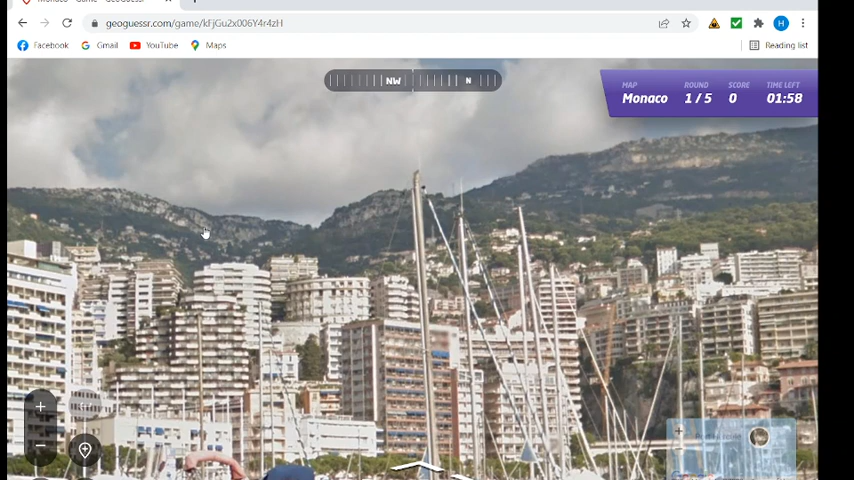 geoguessr.com/game/kFjGu2x006Y4r4zH
H
Facebook
Gmail
YouTube
Maps
Reading list
NW
N
MAP
ROUND
SCORE
TIME LEFT
Monaco
1 / 5
0
01:58